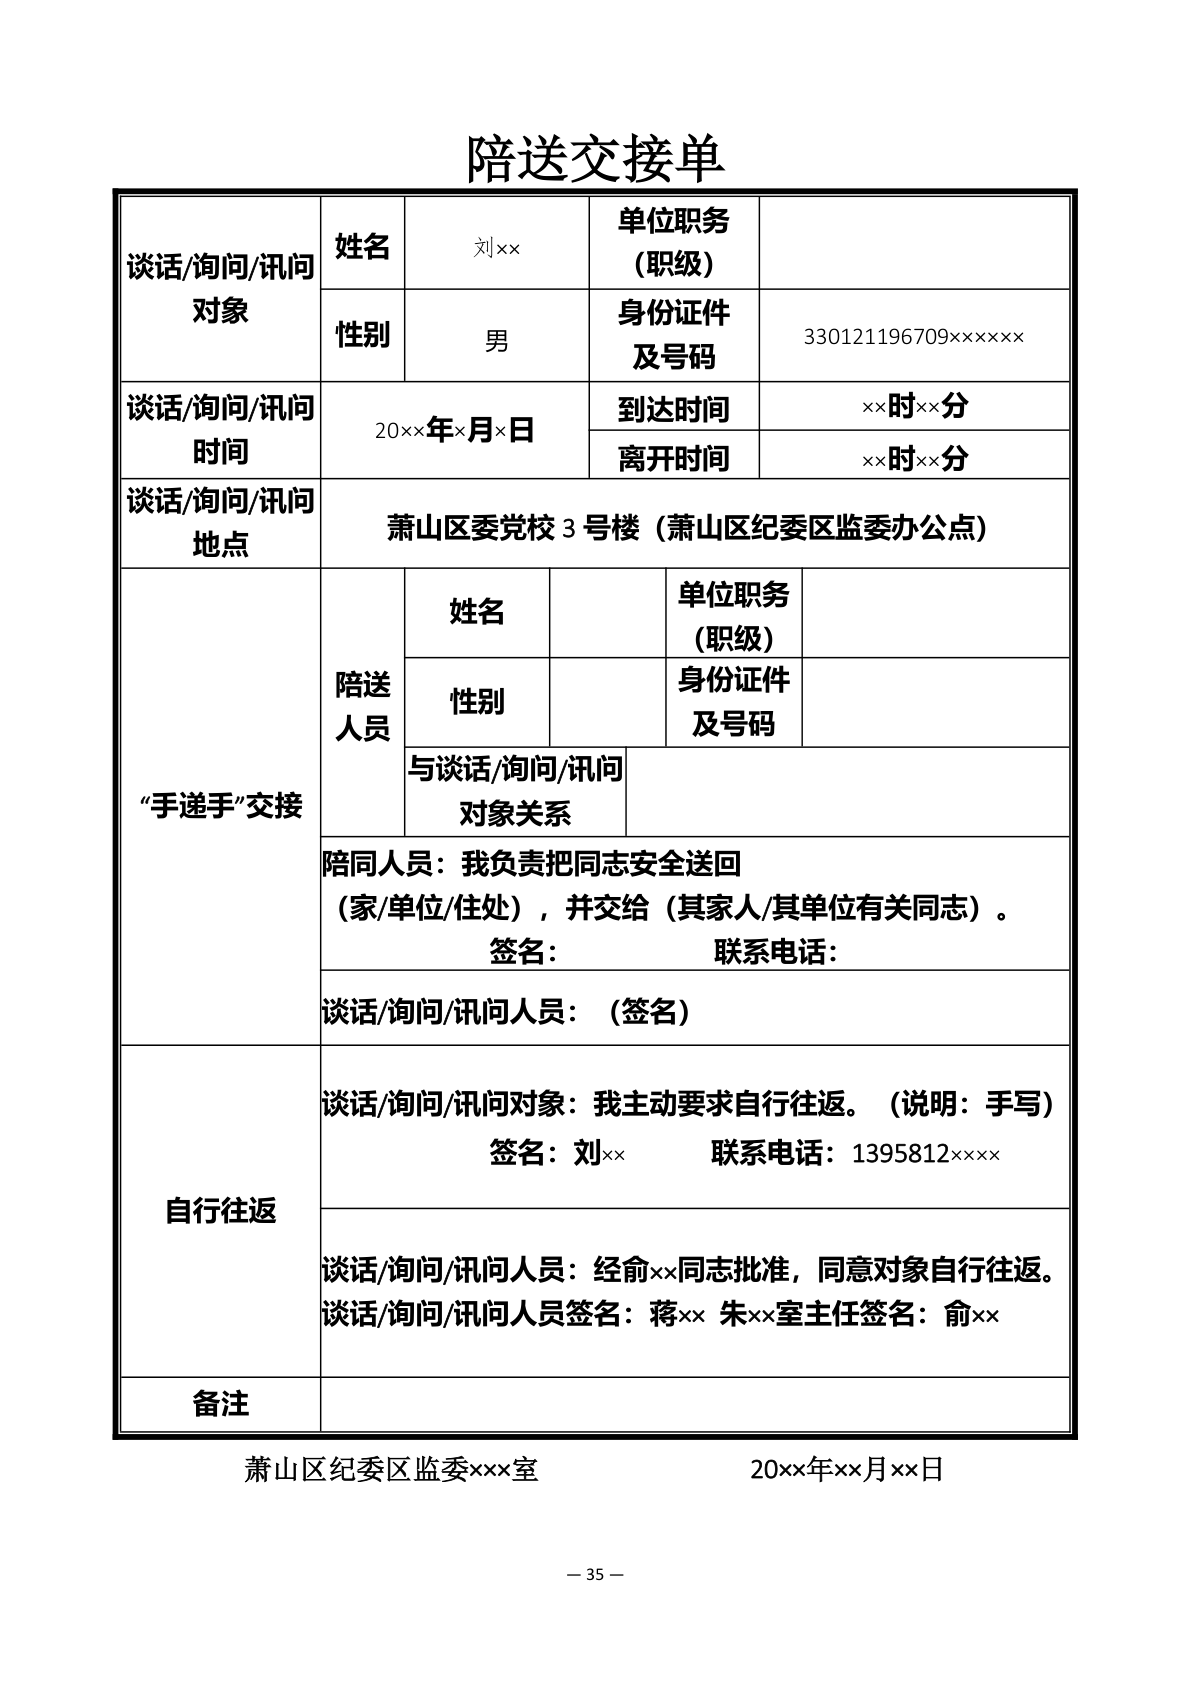 陪送交接单
谈话/询问/讯问
对象
姓名
刘××
单位职务
（职级）
性别
男
身份证件
及号码
330121196709××××××
谈话/询问/讯问
时间
20××年×月×日
到达时间
××时××分
离开时间
××时××分
谈话/询问/讯问
地点
萧山区委党校 3 号楼（萧山区纪委区监委办公点）
“手递手”交接
陪送
人员
姓名
单位职务
（职级）
性别
身份证件
及号码
与谈话/询问/讯问
对象关系
陪同人员：我负责把同志安全送回
（家/单位/住处），并交给（其家人/其单位有关同志）。
签名： 联系电话：
谈话/询问/讯问人员：（签名）
自行往返
谈话/询问/讯问对象：我主动要求自行往返。（说明：手写）
签名：刘×× 联系电话：1395812××××
谈话/询问/讯问人员：经俞××同志批准，同意对象自行往返。
谈话/询问/讯问人员签名：蒋×× 朱××室主任签名：俞××
备注
萧山区纪委区监委×××室 20××年××月××日
— 35 —